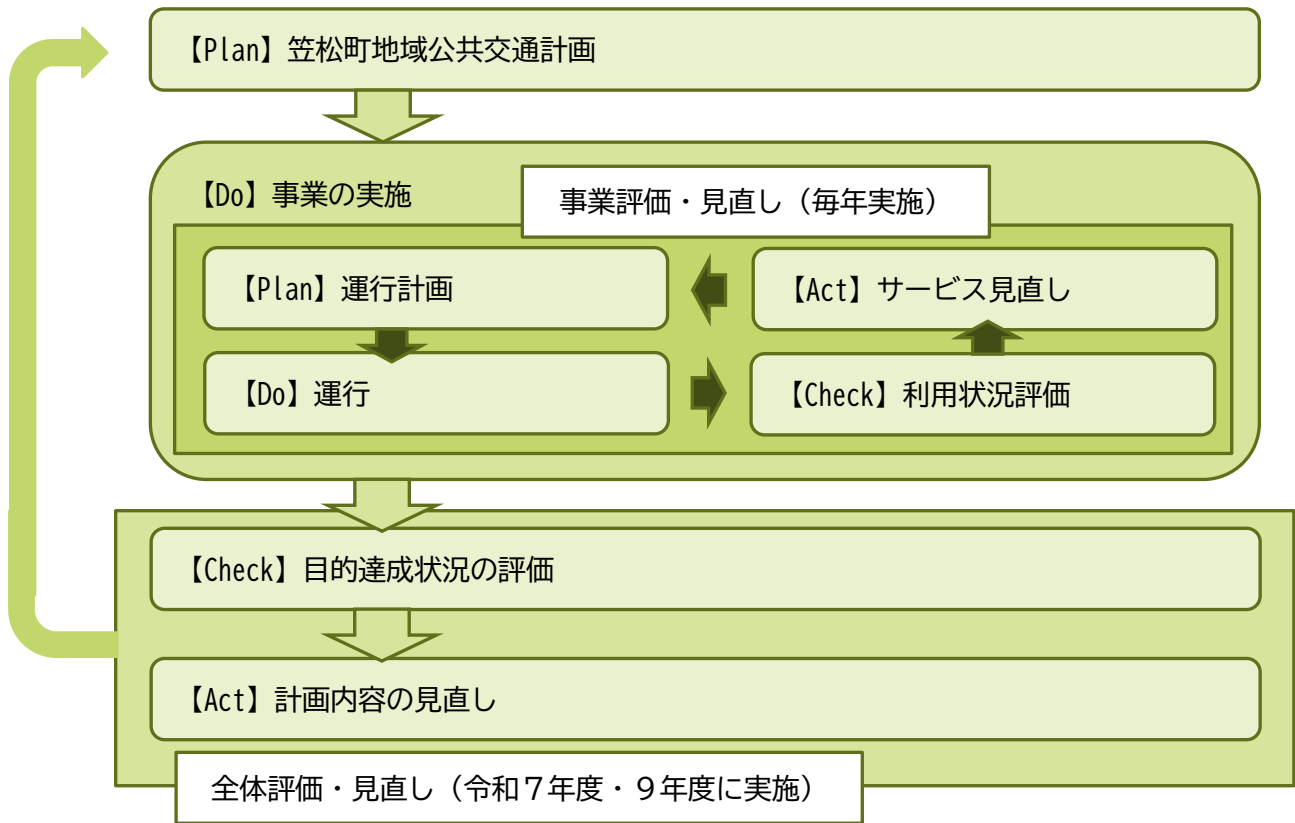 【Plan】笠松町地域公共交通計画
【Do】事業の実施
事業評価・見直し（毎年実施）
【Plan】運行計画
【Act】サービス見直し
【Do】運行
【Check】利用状況評価
【Check】目的達成状況の評価
【Act】計画内容の見直し
全体評価・見直し（令和７年度・９年度に実施）